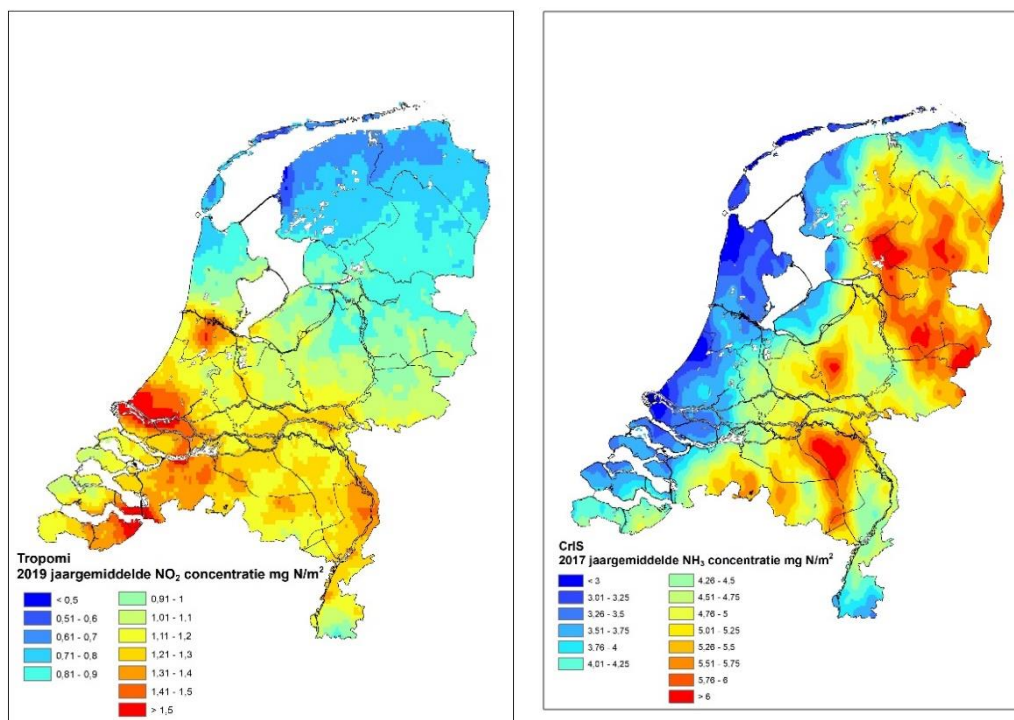 Tropomi
2019 jaargemiddelde NO₂ concentratie mg N/m²
< 0,5
0,51 - 0,6
0,61 - 0,7
0,71 - 0,8
0,81 - 0,9
0,91 - 1
1,01 - 1,1
1,11 - 1,2
1,21 - 1,3
1,31 - 1,4
1,41 - 1,5
> 1,5
CrIS
2017 jaargemiddelde NH₃ concentratie mg N/m²
< 3
3.01 - 3.25
3.26 - 3.5
3.51 - 3.75
3.76 - 4
4.01 - 4,25
4.26 - 4.5
4.51 - 4.75
4.76 - 5
5.01 - 5.25
5.26 - 5,5
5.51 - 5.75
5,76 - 6
> 6